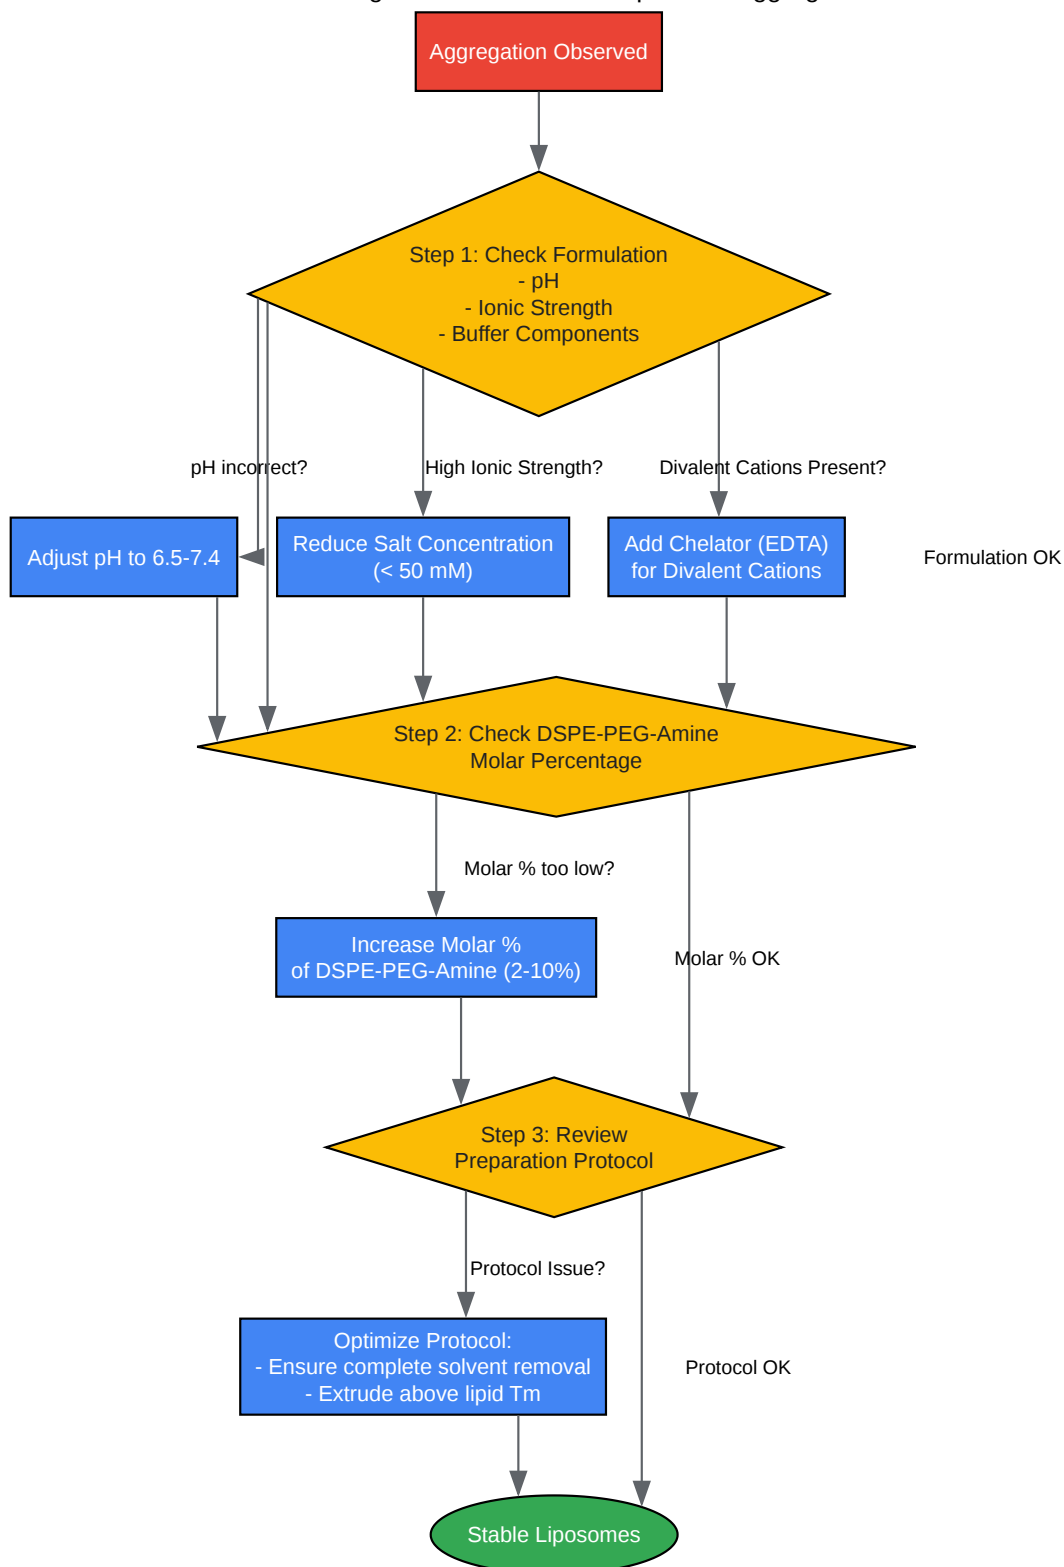 Aggregation Observed
Step 1: Check Formulation
- pH
- Ionic Strength
- Buffer Components
pH incorrect?
High Ionic Strength?
Divalent Cations Present?
Adjust pH to 6.5-7.4
Reduce Salt Concentration
(< 50 mM)
Add Chelator (EDTA)
for Divalent Cations
Formulation OK
Step 2: Check DSPE-PEG-Amine
Molar Percentage
Molar % too low?
Increase Molar %
of DSPE-PEG-Amine (2-10%)
Molar % OK
Step 3: Review
Preparation Protocol
Protocol Issue?
Optimize Protocol:
- Ensure complete solvent removal
- Extrude above lipid Tm
Protocol OK
Stable Liposomes